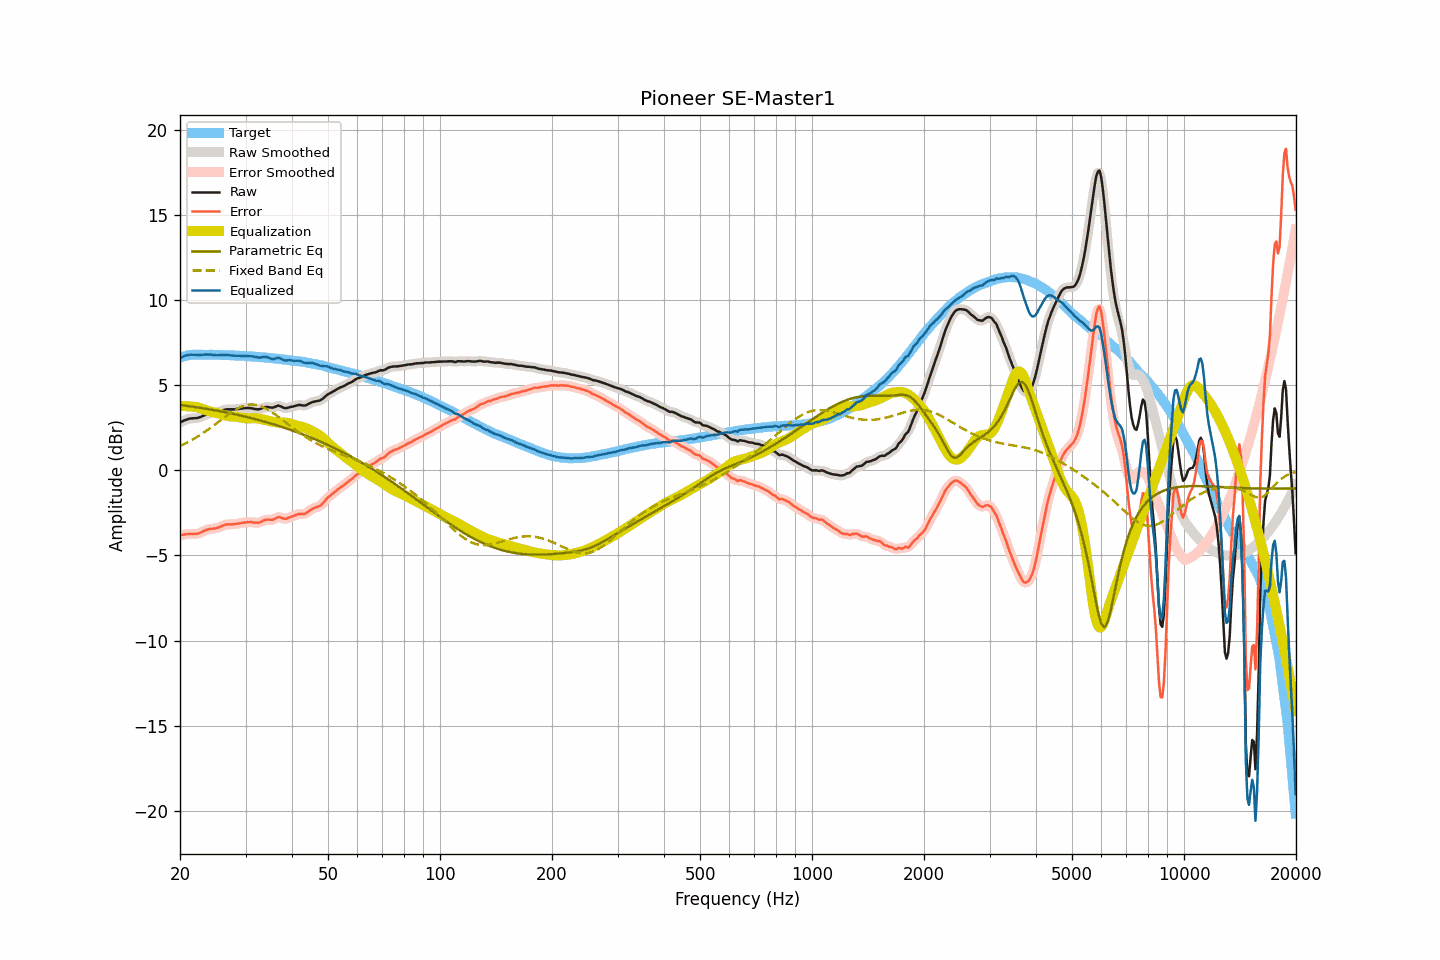 Pioneer SE-Master1
Target
Raw Smoothed
Error Smoothed
Raw
Error
Equalization
Parametric Eq
Fixed Band Eq
Equalized
20
15
10
5
0
−5
−10
−15
−20
Amplitude (dBr)
20 50 100 200 500 1000 2000 5000 10000 20000
Frequency (Hz)